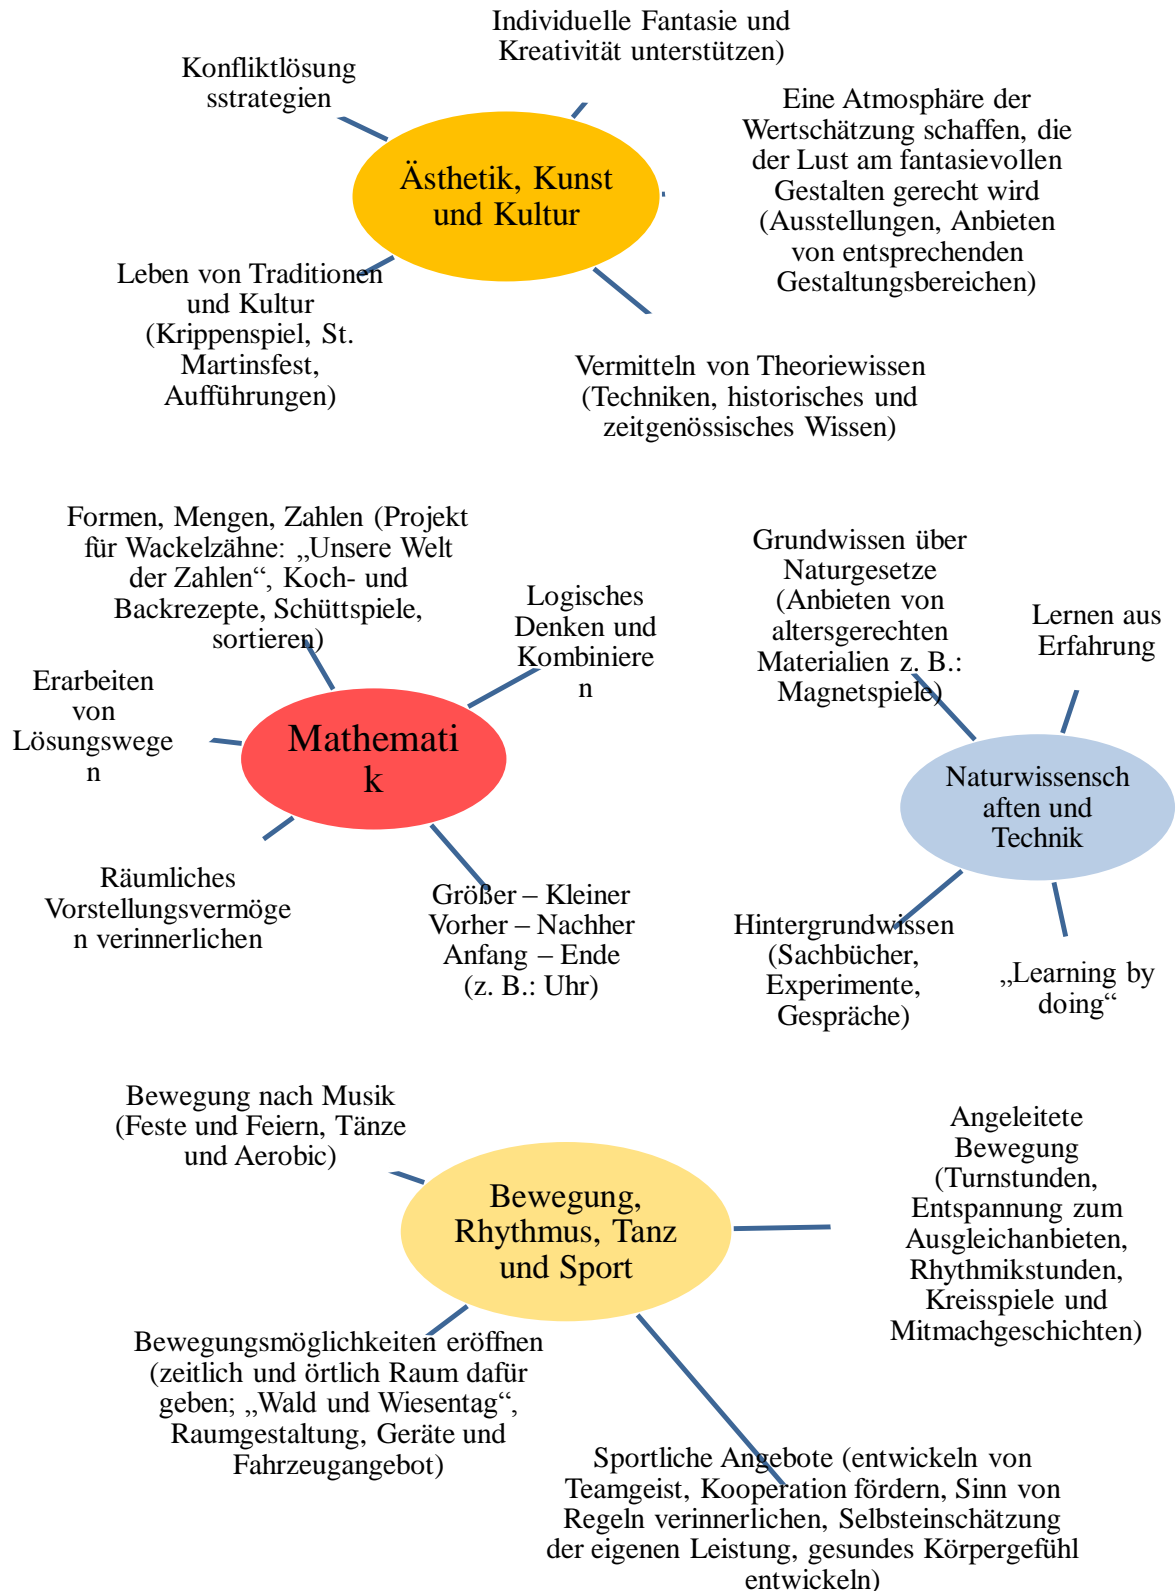 Individuelle Fantasie und
Kreativität unterstützen)
Konfliktlösung
sstrategien
Eine Atmosphäre der
Wertschätzung schaffen, die
der Lust am fantasievollen
Gestalten gerecht wird
(Ausstellungen, Anbieten
von entsprechenden
Gestaltungsbereichen)
Ästhetik, Kunst
und Kultur
Leben von Traditionen
und Kultur
(Krippenspiel, St.
Martinsfest,
Aufführungen)
Vermitteln von Theoriewissen
(Techniken, historisches und
zeitgenössisches Wissen)
Formen, Mengen, Zahlen (Projekt
für Wackelzähne: „Unsere Welt
der Zahlen“, Koch- und
Backrezepte, Schüttspiele,
sortieren)
Logisches
Denken und
Kombiniere
n
Erarbeiten
von
Lösungswege
n
Mathemati
k
Räumliches
Vorstellungsvermöge
n verinnerlichen
Größer – Kleiner
Vorher – Nachher
Anfang – Ende
(z. B.: Uhr)
Grundwissen über
Naturgesetze
(Anbieten von
altersgerechten
Materialien z. B.:
Magnetspiele)
Lernen aus
Erfahrung
Naturwissensch
aften und
Technik
Hintergrundwissen
(Sachbücher,
Experimente,
Gespräche)
„Learning by
doing“
Bewegung nach Musik
(Feste und Feiern, Tänze
und Aerobic)
Angeleitete
Bewegung
(Turnstunden,
Entspannung zum
Ausgleichanbieten,
Rhythmikstunden,
Kreisspiele und
Mitmachgeschichten)
Bewegung,
Rhythmus, Tanz
und Sport
Bewegungsmöglichkeiten eröffnen
(zeitlich und örtlich Raum dafür
geben; „Wald und Wiesentag“,
Raumgestaltung, Geräte und
Fahrzeugangebot)
Sportliche Angebote (entwickeln von
Teamgeist, Kooperation fördern, Sinn von
Regeln verinnerlichen, Selbsteinschätzung
der eigenen Leistung, gesundes Körpergefühl
entwickeln)